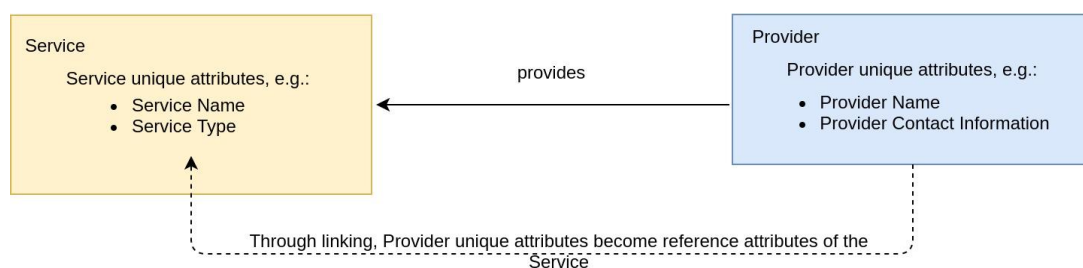 Service
Service unique attributes, e.g.:
• Service Name
• Service Type
provides
Provider
Provider unique attributes, e.g.:
• Provider Name
• Provider Contact Information
Through linking, Provider unique attributes become reference attributes of the
Service